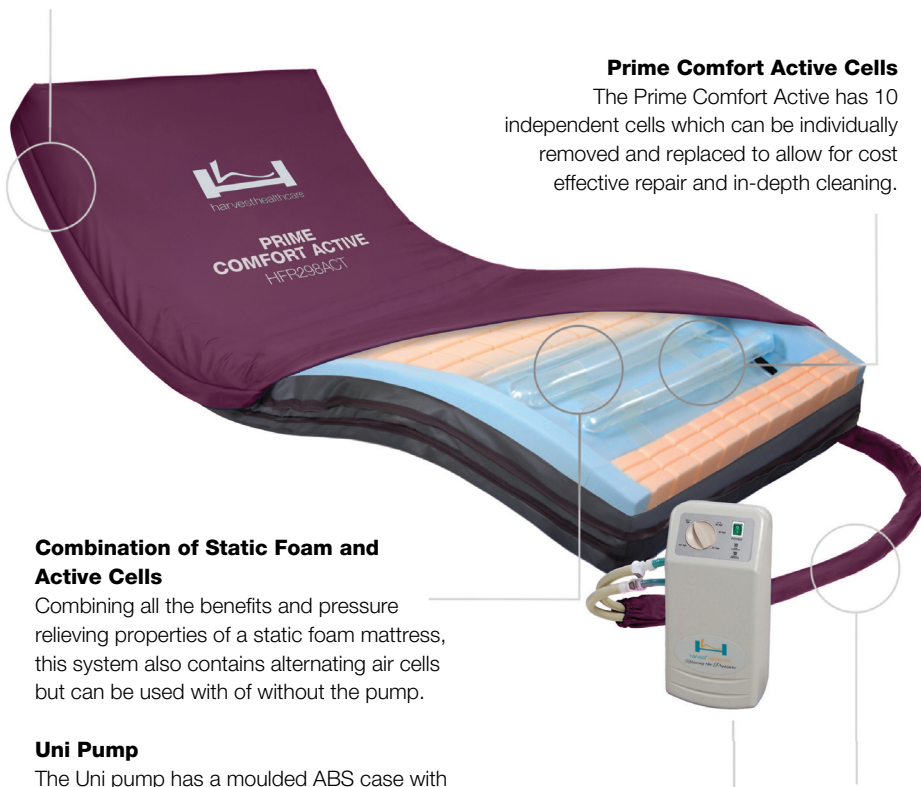 Prime Comfort Active Cells
The Prime Comfort Active has 10
independent cells which can be individually
removed and replaced to allow for cost
effective repair and in-depth cleaning.
harvesthealthcare
PRIME
COMFORT ACTIVE
HFR298ACT
Combination of Static Foam and
Active Cells
Combining all the benefits and pressure
relieving properties of a static foam mattress,
this system also contains alternating air cells
but can be used with of without the pump.
Uni Pump
The Uni pump has a moulded ABS case with